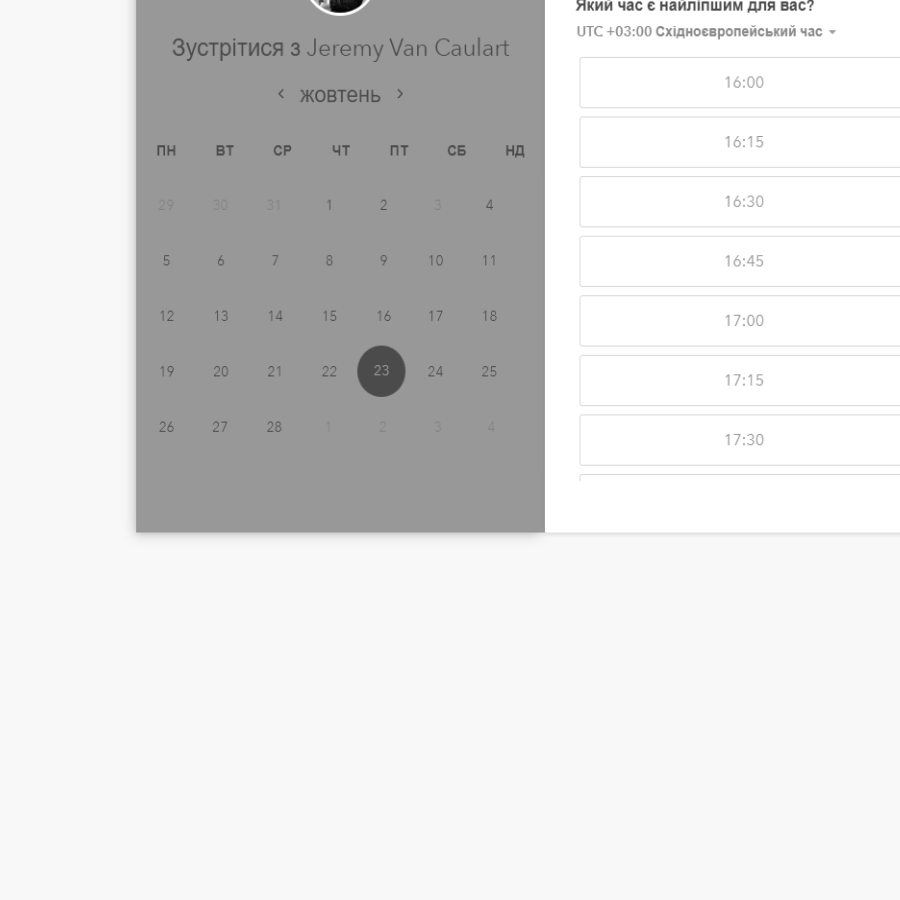 Зустрітися з Jeremy Van Caulart
жовтень
ПН ВТ СР ЧТ ПТ СБ НД
29 30 31 1 2 3 4
5 6 7 8 9 10 11
12 13 14 15 16 17 18
19 20 21 22 23 24 25
26 27 28 1 2 3 4
Який час є найліпшим для вас?
UTC +03:00 Східноєвропейський час
16:00
16:15
16:30
16:45
17:00
17:15
17:30